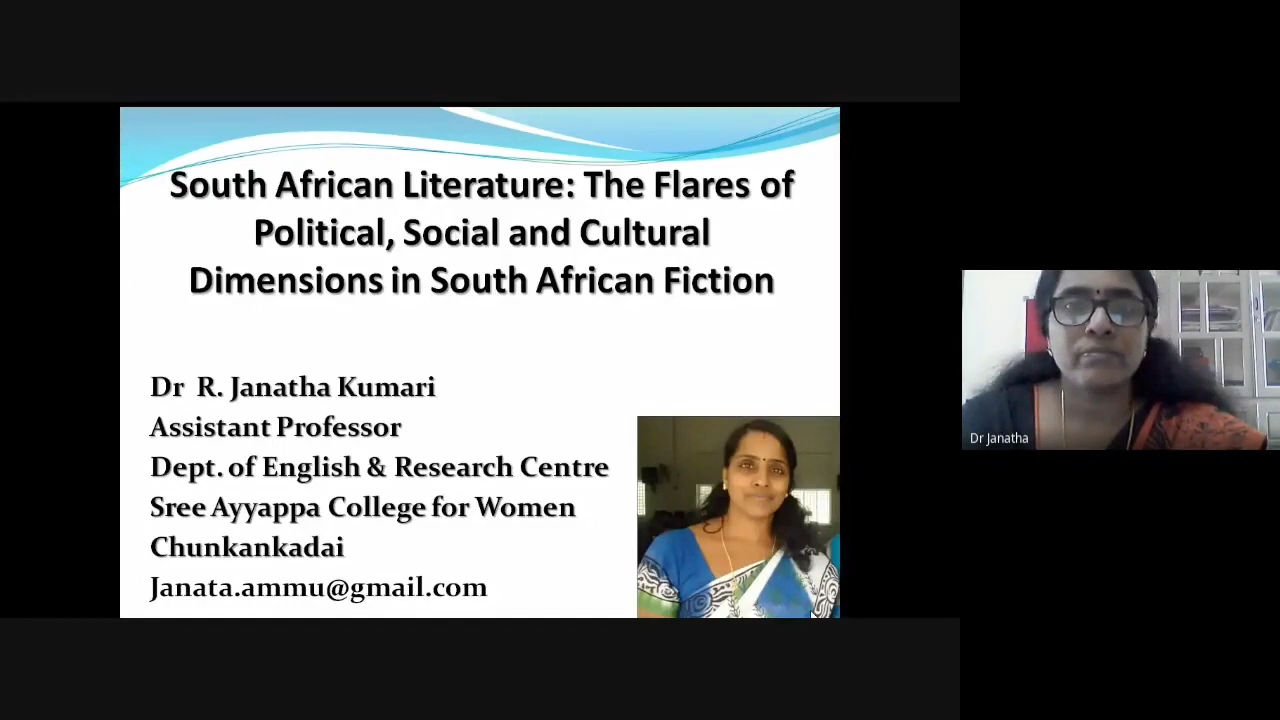 South African Literature: The Flares of
Political, Social and Cultural
Dimensions in South African Fiction
Dr R. Janatha Kumari
Assistant Professor
Dept. of English & Research Centre
Sree Ayyappa College for Women
Chunkankadai
Janata.ammu@gmail.com
Dr Janatha